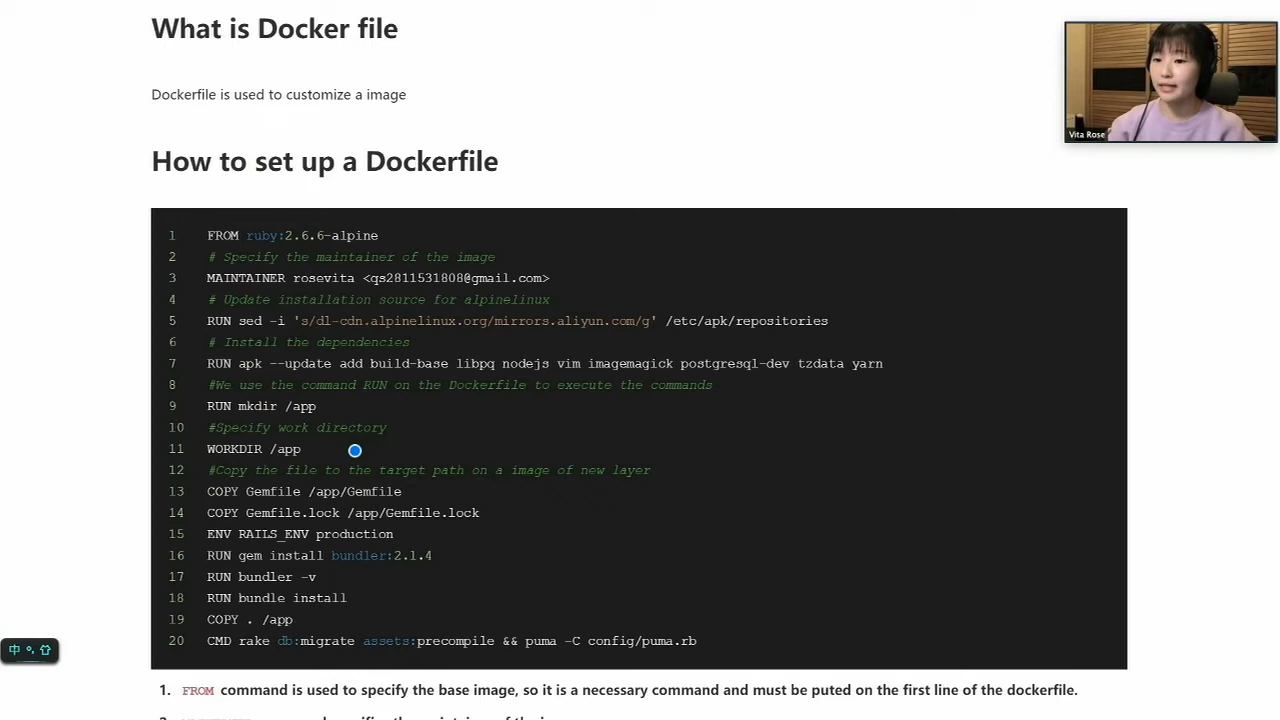 What is Docker file
Vita Rose
Dockerfile is used to customize a image
How to set up a Dockerfile
1 FROM ruby:2.6.6-alpine
2 # Specify the maintainer of the image
3 MAINTAINER rosevita <qs2811531808@gmail.com>
4 # Update installation source for alpinelinux
5 RUN sed -i 's/dl-cdn.alpinelinux.org/mirrors.aliyun.com/g' /etc/apk/repositories
6 # Install the dependencies
7 RUN apk --update add build-base libpq nodejs vim imagemagick postgresql-dev tzdata yarn
8 #We use the command RUN on the Dockerfile to execute the commands
9 RUN mkdir /app
10 #Specify work directory
11 WORKDIR /app
12 #Copy the file to the target path on a image of new layer
13 COPY Gemfile /app/Gemfile
14 COPY Gemfile.lock /app/Gemfile.lock
15 ENV RAILS_ENV production
16 RUN gem install bundler:2.1.4
17 RUN bundler -v
18 RUN bundle install
19 COPY . /app
20 CMD rake db:migrate assets:precompile && puma -C config/puma.rb
中
1. FROM command is used to specify the base image, so it is a necessary command and must be puted on the first line of the dockerfile.